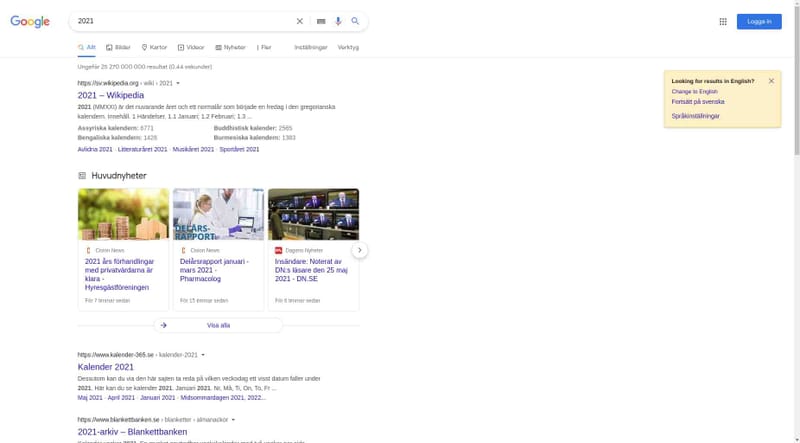 Google
2021
Logga in
Allt
Bilder
Kartor
Videor
Nyheter
Fler
Inställningar
Verktyg
Ungefär 25 270 000 000 resultat (0,44 sekunder)
Looking for results in English?
Change to English
Fortsätt på svenska
Språkinställningar
https://sv.wikipedia.org › wiki › 2021
2021 – Wikipedia
2021 (MMXXI) är det nuvarande året och ett normalår som började en fredag i den gregorianska
kalendern. Innehåll. 1 Händelser. 1.1 Januari; 1.2 Februari; 1.3 ...
Assyriska kalendern: 6771
Buddhistisk kalender: 2565
Bengaliska kalendern: 1428
Burmesiska kalendern: 1383
Avlidna 2021 · Litteraturåret 2021 · Musikåret 2021 · Sportåret 2021
Huvudnyheter
DELÅRS-
RAPPORT
Cision News
2021 års förhandlingar
med privatvärdarna är
klara -
Hyresgästföreningen
För 7 timmar sedan
Cision News
Delårsrapport januari -
mars 2021 -
Pharmacolog
För 15 timmar sedan
DN.
Dagens Nyheter
Insändare: Noterat av
DN:s läsare den 25 maj
2021 - DN.SE
För 6 timmar sedan
Visa alla
https://www.kalender-365.se › kalender-2021
Kalender 2021
Dessutom kan du via den här sajten ta reda på vilken veckodag ett visst datum faller under
2021. Här kan du se kalender 2021. Januari 2021. Nr, Må, Ti, On, To, Fr ...
Maj 2021 · April 2021 · Januari 2021 · Midsommardagen 2021, 2022...
https://www.blankettbanken.se › blanketter › almanackor
2021-arkiv – Blankettbanken